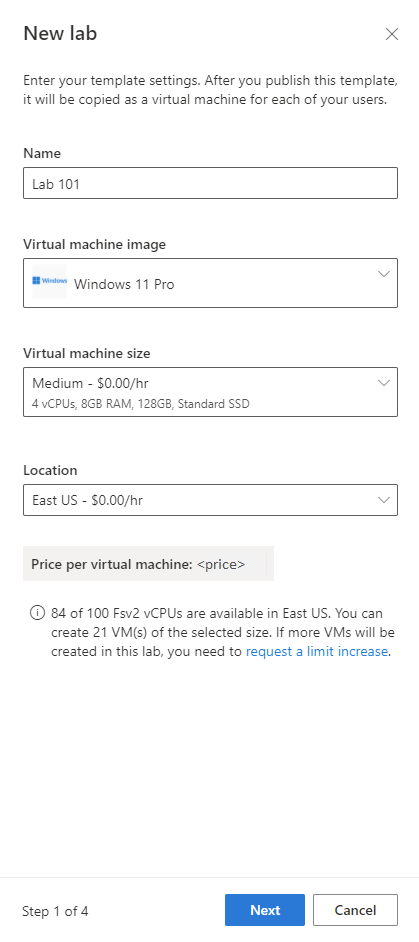 New lab
Enter your template settings. After you publish this template,
it will be copied as a virtual machine for each of your users.
Name
Lab 101
Virtual machine image
Windows
Windows 11 Pro
Virtual machine size
Medium - $0.00/hr
4 vCPUs, 8GB RAM, 128GB, Standard SSD
Location
East US - $0.00/hr
Price per virtual machine: <price>
84 of 100 Fsv2 vCPUs are available in East US. You can
create 21 VM(s) of the selected size. If more VMs will be
created in this lab, you need to request a limit increase.
Step 1 of 4
Next
Cancel